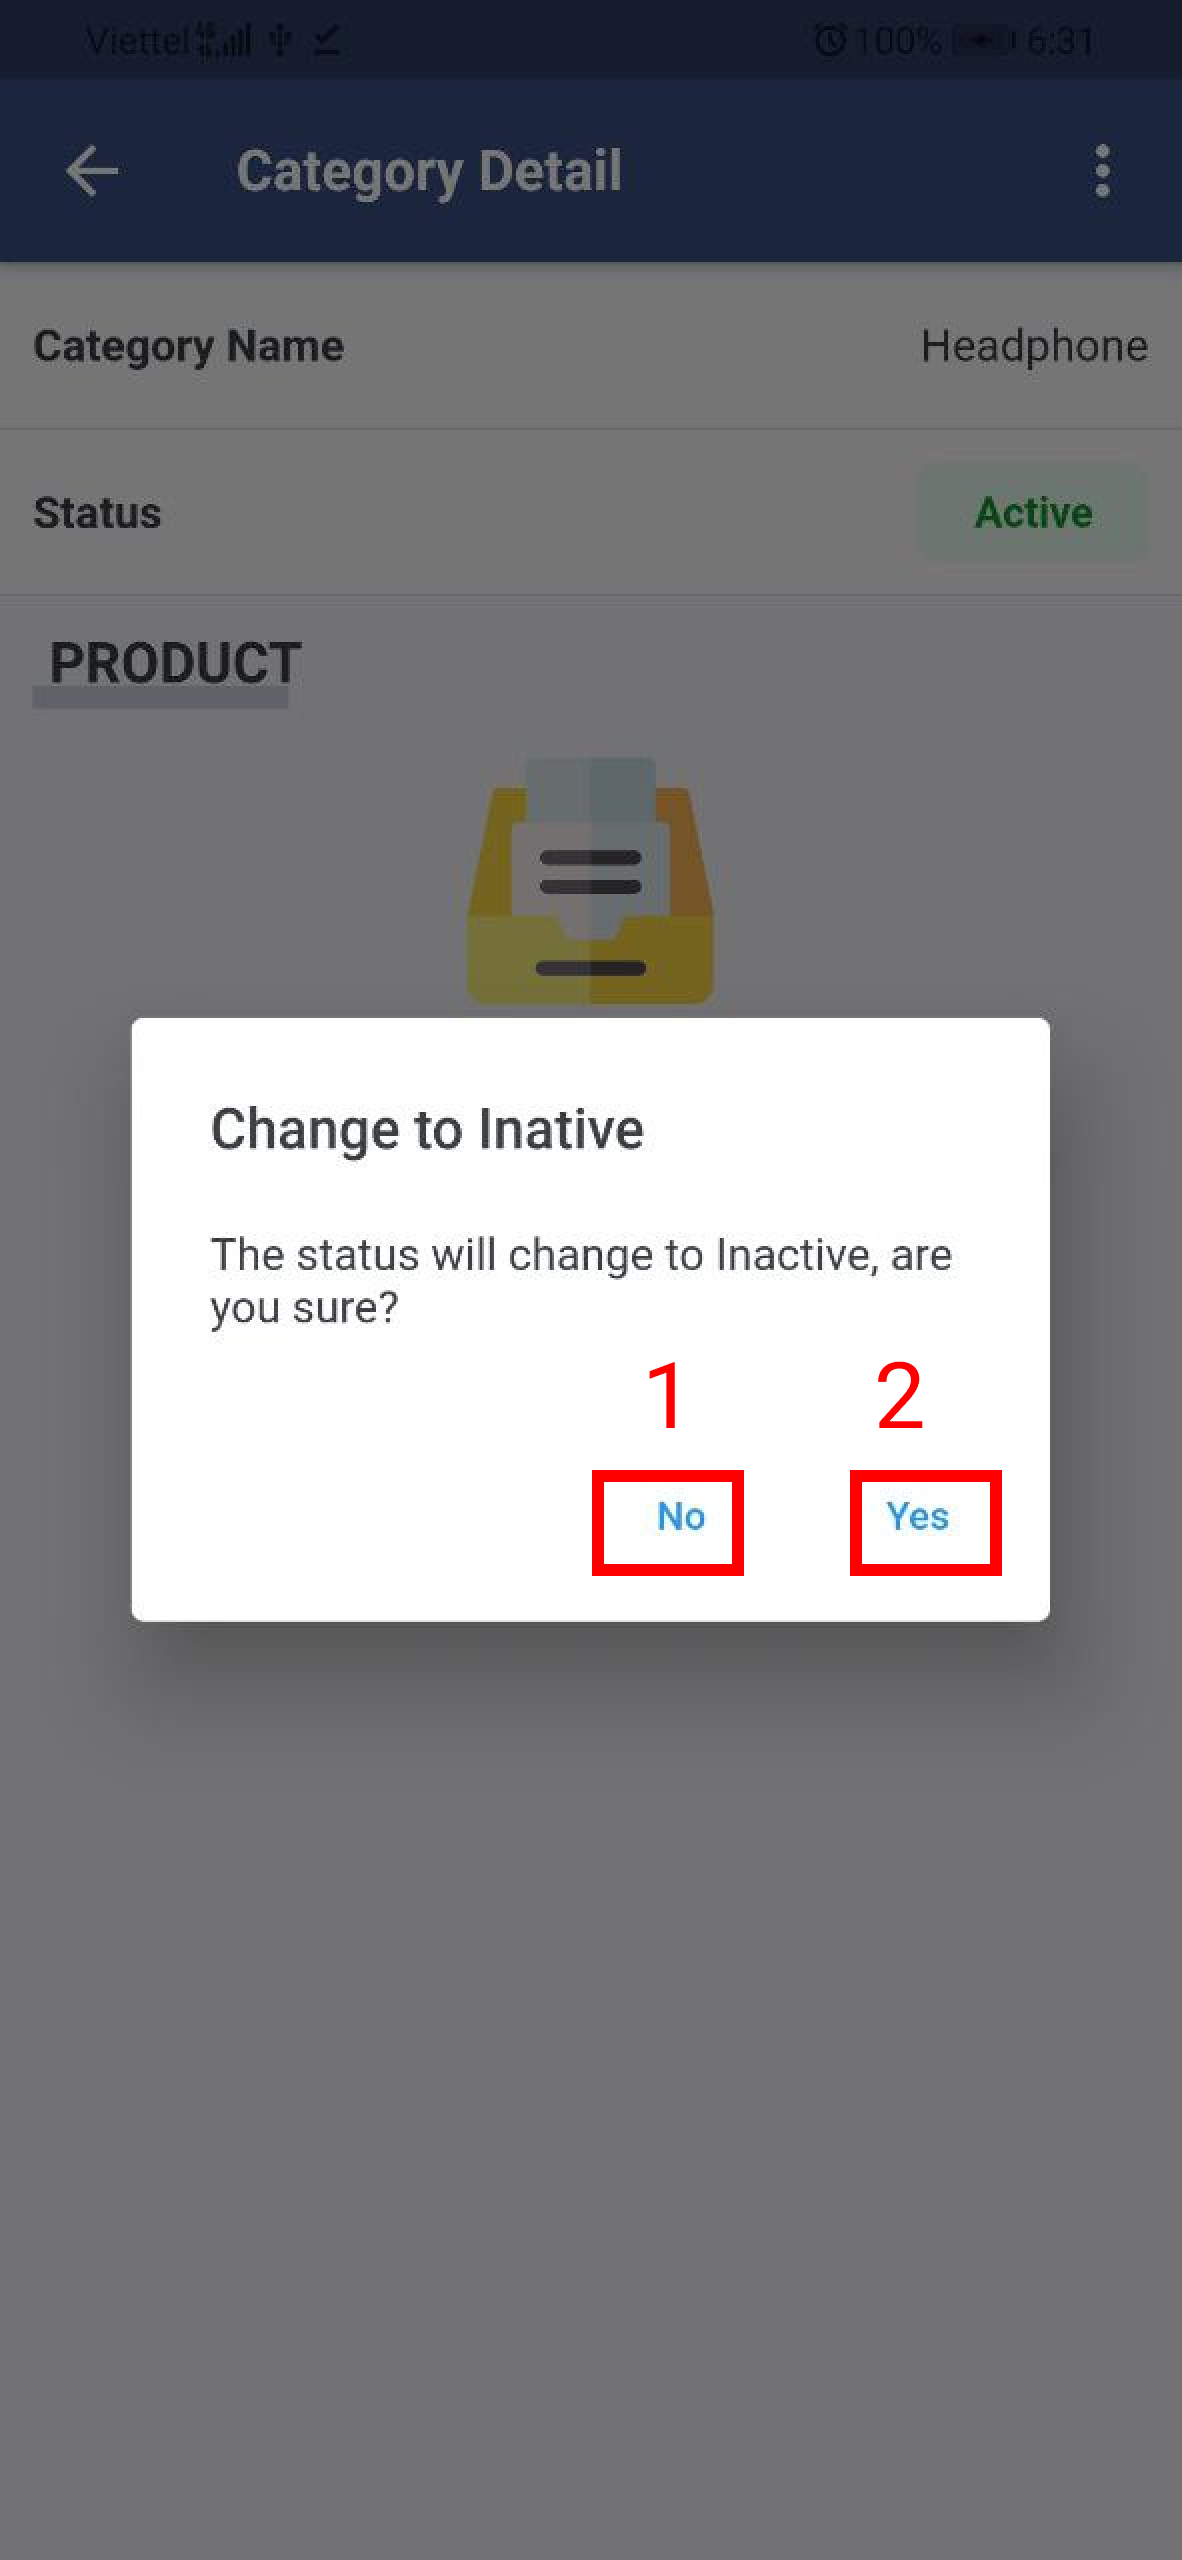 Viettel 100% 6:31
Category Detail
Category Name Headphone
Status Active
PRODUCT
Change to Inative
The status will change to Inactive, are
you sure?
1 2
No Yes